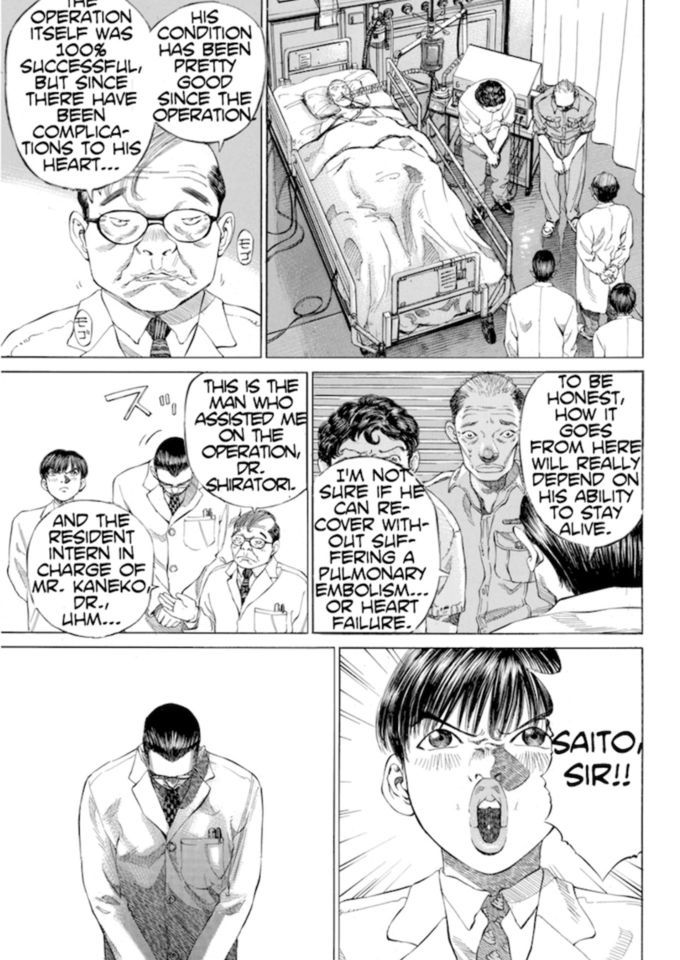 HIS
CONDITION
HAS BEEN
PRETTY
GOOD
SINCE THE
OPERATION.
THE
OPERATION
ITSELF WAS
100%
SUCCESSFUL,
BUT SINCE
THERE HAVE
BEEN
COMPLICA-
TIONS TO HIS
HEART...
モゴ
モゴ
TO BE
HONEST,
HOW IT
GOES
FROM HERE
WILL REALLY
DEPEND ON
HIS ABILITY
TO STAY
ALIVE.
I'M NOT
SURE IF HE
CAN RE-
COVER WITH-
OUT SUF-
FERING A
PULMONARY
EMBOLISM...
OR HEART
FAILURE.
THIS IS THE
MAN WHO
ASSISTED ME
ON THE
OPERATION,
DR.
SHIRATORI.
AND THE
RESIDENT
INTERN IN
CHARGE OF
MR. KANEKO,
DR.,
UHM...
SAITO,
SIR!!